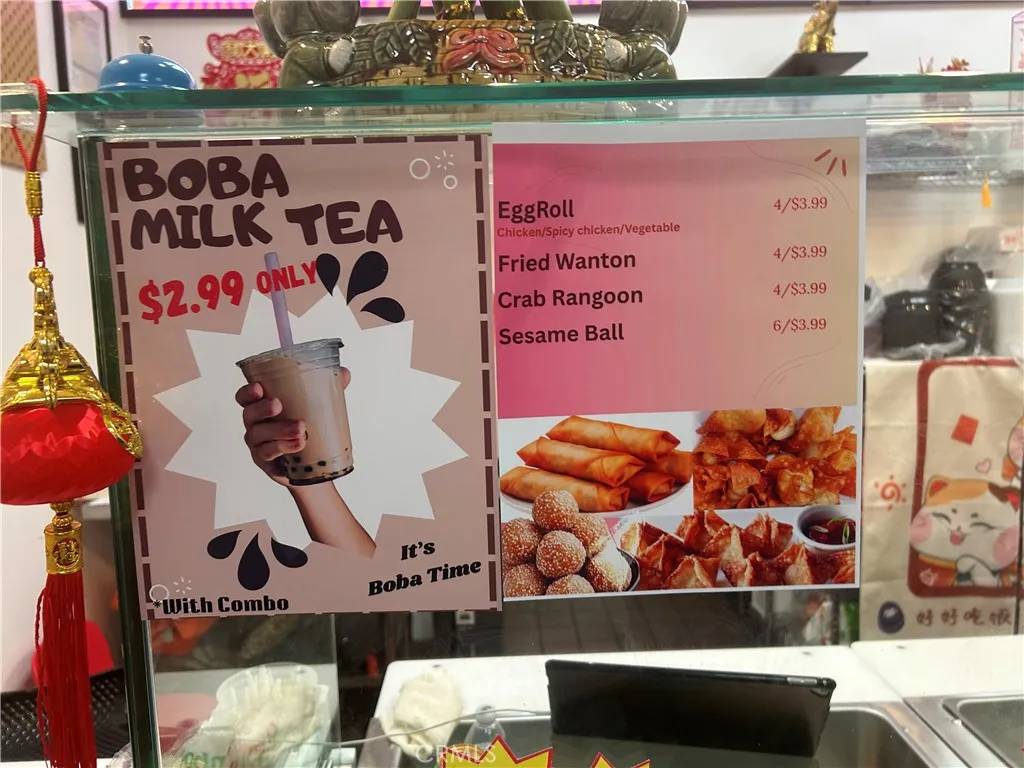 BOBA
MILK TEA
$2.99 ONLY
It's
Boba Time
*With Combo
EggRoll 4/$3.99
Chicken/Spicy chicken/Vegetable
Fried Wanton 4/$3.99
Crab Rangoon 4/$3.99
Sesame Ball 6/$3.99
好好吃饭
CRMLS